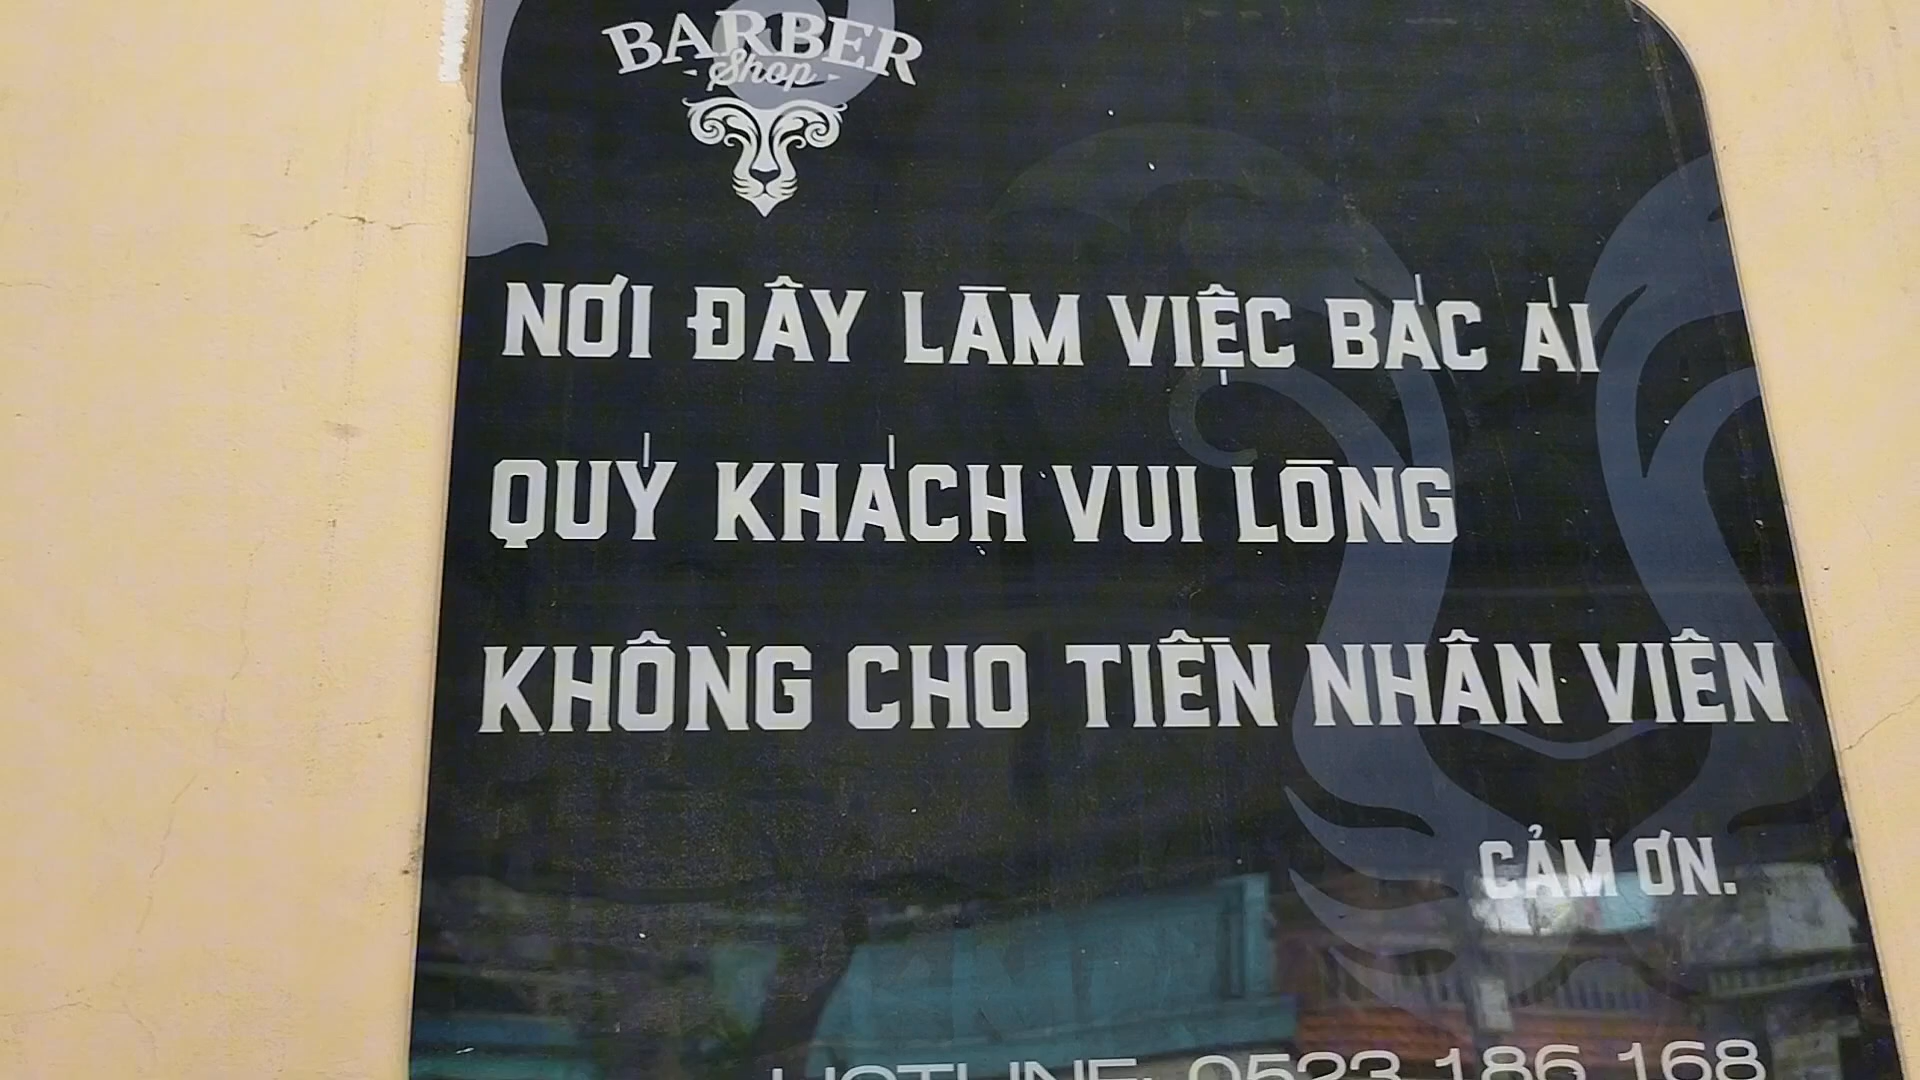 BARBER
Shop
NƠI ĐÂY LÀM VIỆC BÁC ÁI
QUÝ KHÁCH VUI LÒNG
KHÔNG CHO TIỀN NHÂN VIÊN
CẢM ƠN.
HOTLINE: 0523 186 168